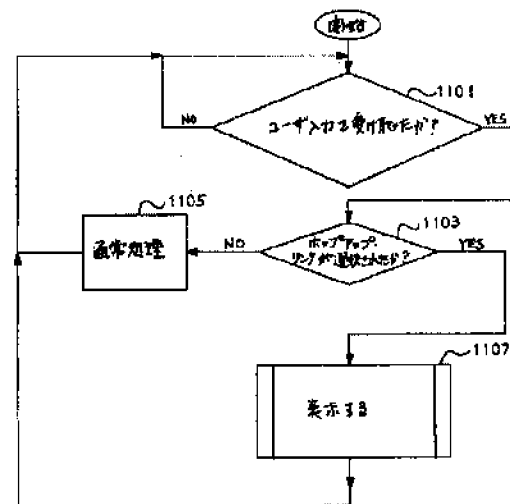 開始
1101
ユーザ入力を受け取ったか?
NO
YES
1105
通常処理
1103
ポップアップ・
リンクが選択されたか?
NO
YES
1107
表示する